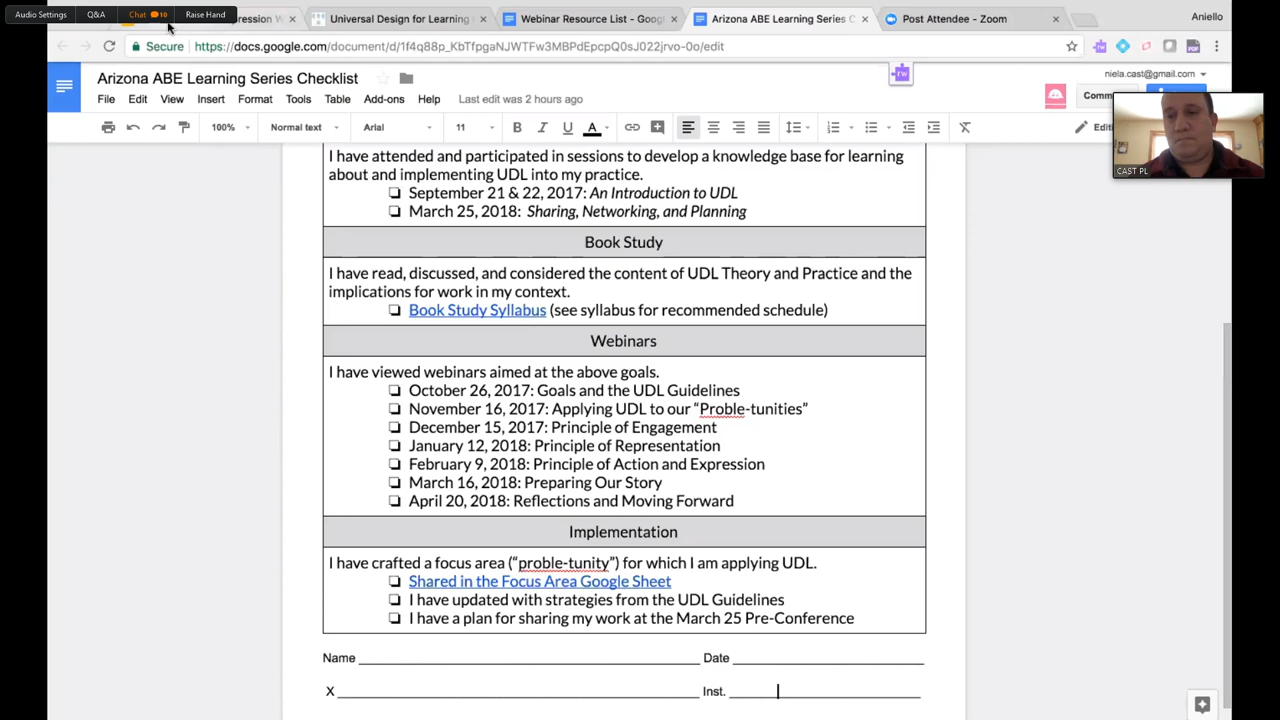 Audio Settings Q&A Chat 10 Raise Hand
ression W × Universal Design for Learning × Webinar Resource List - Goog × Arizona ABE Learning Series C × Post Attendee - Zoom × Aniello
Secure https://docs.google.com/document/d/1f4q88p_KbTfpgaNJWTFw3MBPdEpcpQ0sJ022jrvo-0o/edit
Arizona ABE Learning Series Checklist
niela.cast@gmail.com
File Edit View Insert Format Tools Table Add-ons Help Last edit was 2 hours ago
100% Normal text Arial 11
CAST PL
I have attended and participated in sessions to develop a knowledge base for learning
about and implementing UDL into my practice.
September 21 & 22, 2017: An Introduction to UDL
March 25, 2018: Sharing, Networking, and Planning
Book Study
I have read, discussed, and considered the content of UDL Theory and Practice and the
implications for work in my context.
Book Study Syllabus (see syllabus for recommended schedule)
Webinars
I have viewed webinars aimed at the above goals.
October 26, 2017: Goals and the UDL Guidelines
November 16, 2017: Applying UDL to our “Proble-tunities”
December 15, 2017: Principle of Engagement
January 12, 2018: Principle of Representation
February 9, 2018: Principle of Action and Expression
March 16, 2018: Preparing Our Story
April 20, 2018: Reflections and Moving Forward
Implementation
I have crafted a focus area (“proble-tunity”) for which I am applying UDL.
Shared in the Focus Area Google Sheet
I have updated with strategies from the UDL Guidelines
I have a plan for sharing my work at the March 25 Pre-Conference
Name Date
X Inst.